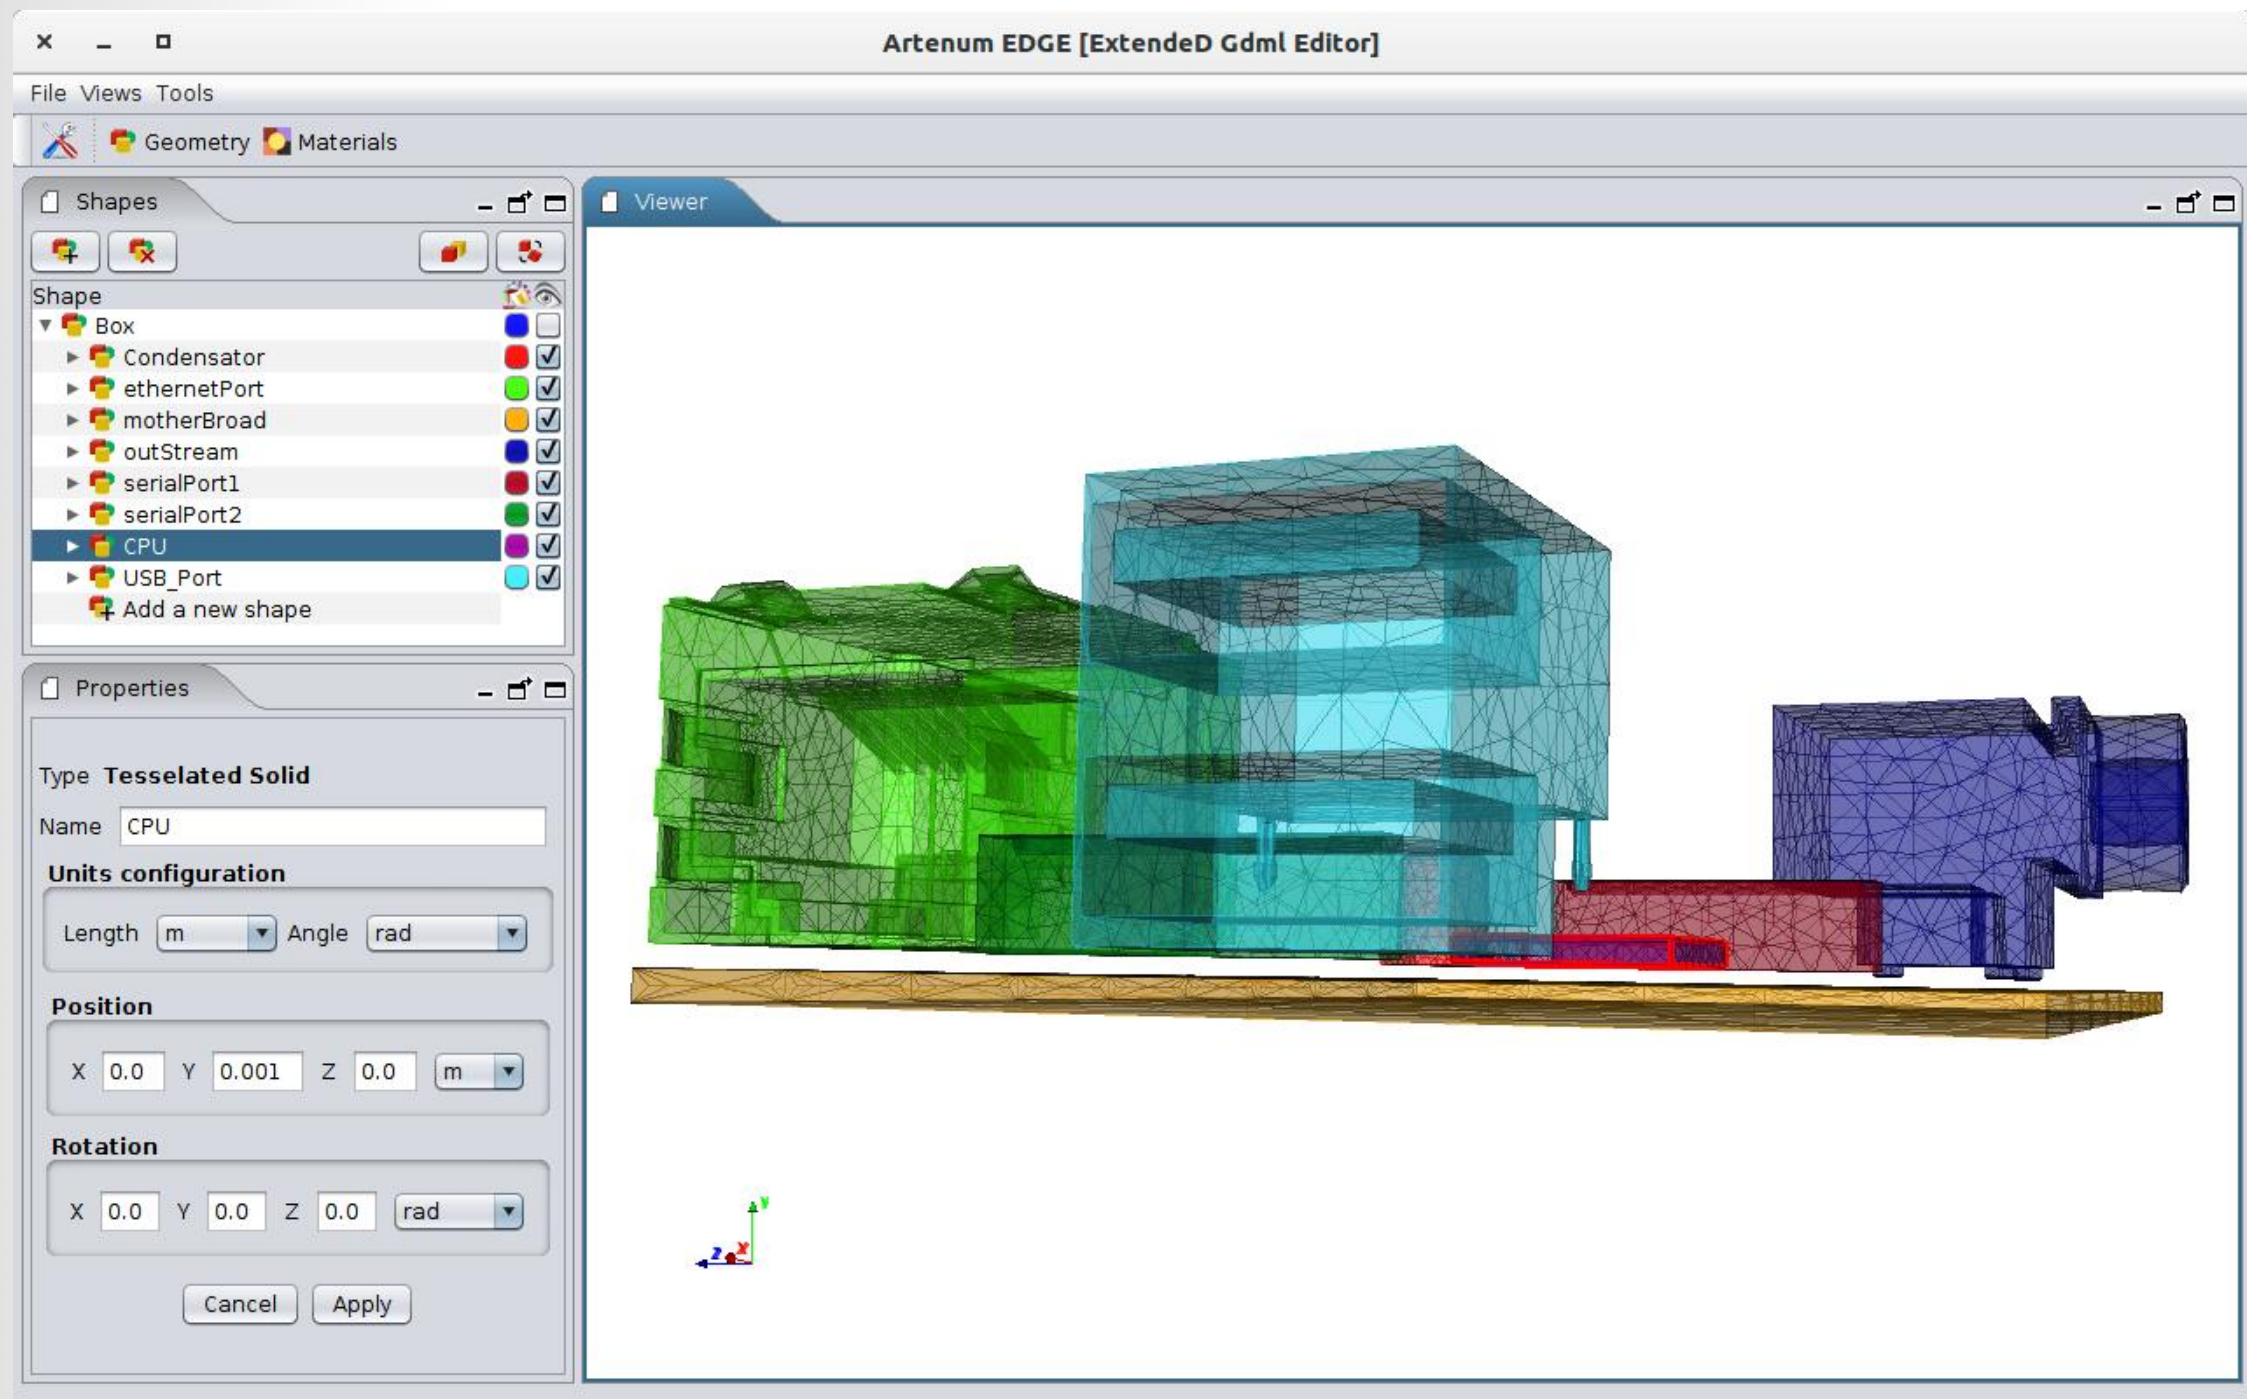 Artenum EDGE [ExtendeD Gdml Editor]
File Views Tools
Geometry Materials
Shapes
Shape
Box
Condensator
ethernetPort
motherBroad
outStream
serialPort1
serialPort2
CPU
USB_Port
Add a new shape
Properties
Type Tesselated Solid
Name CPU
Units configuration
Length m Angle rad
Position
X 0.0 Y 0.001 Z 0.0 m
Rotation
X 0.0 Y 0.0 Z 0.0 rad
Cancel Apply
Viewer
Y
Z X